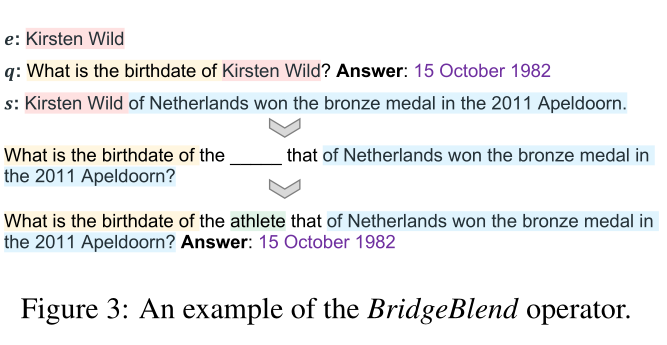 e: Kirsten Wild
q: What is the birthdate of Kirsten Wild? Answer: 15 October 1982
s: Kirsten Wild of Netherlands won the bronze medal in the 2011 Apeldoorn.
What is the birthdate of the _____ that of Netherlands won the bronze medal in
the 2011 Apeldoorn?
What is the birthdate of the athlete that of Netherlands won the bronze medal in
the 2011 Apeldoorn? Answer: 15 October 1982
Figure 3: An example of the BridgeBlend operator.